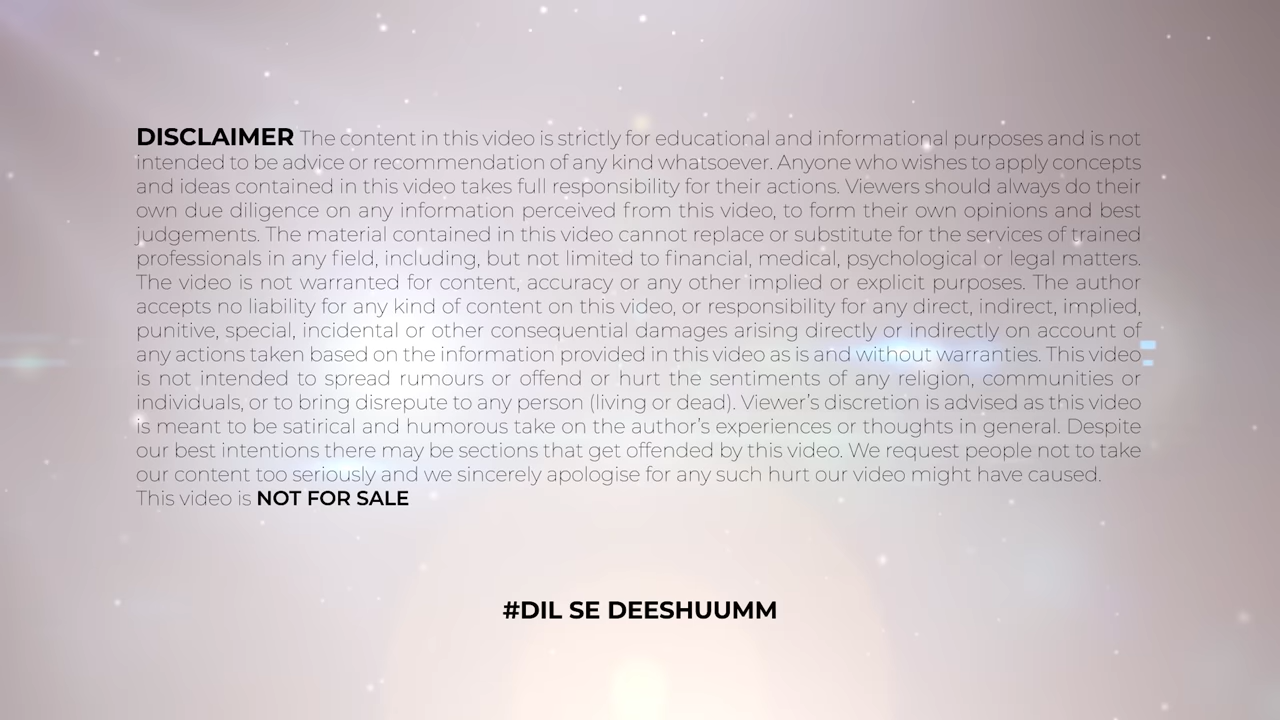 DISCLAIMER The content in this video is strictly for educational and informational purposes and is not
intended to be advice or recommendation of any kind whatsoever. Anyone who wishes to apply concepts
and ideas contained in this video takes full responsibility for their actions. Viewers should always do their
own due diligence on any information perceived from this video, to form their own opinions and best
judgements. The material contained in this video cannot replace or substitute for the services of trained
professionals in any field, including, but not limited to financial, medical, psychological or legal matters.
The video is not warranted for content, accuracy or any other implied or explicit purposes. The author
accepts no liability for any kind of content on this video, or responsibility for any direct, indirect, implied,
punitive, special, incidental or other consequential damages arising directly or indirectly on account of
any actions taken based on the information provided in this video as is and without warranties. This video
is not intended to spread rumours or offend or hurt the sentiments of any religion, communities or
individuals, or to bring disrepute to any person (living or dead). Viewer's discretion is advised as this video
is meant to be satirical and humorous take on the author's experiences or thoughts in general. Despite
our best intentions there may be sections that get offended by this video. We request people not to take
our content too seriously and we sincerely apologise for any such hurt our video might have caused.
This video is NOT FOR SALE
#DIL SE DEESHUUMM